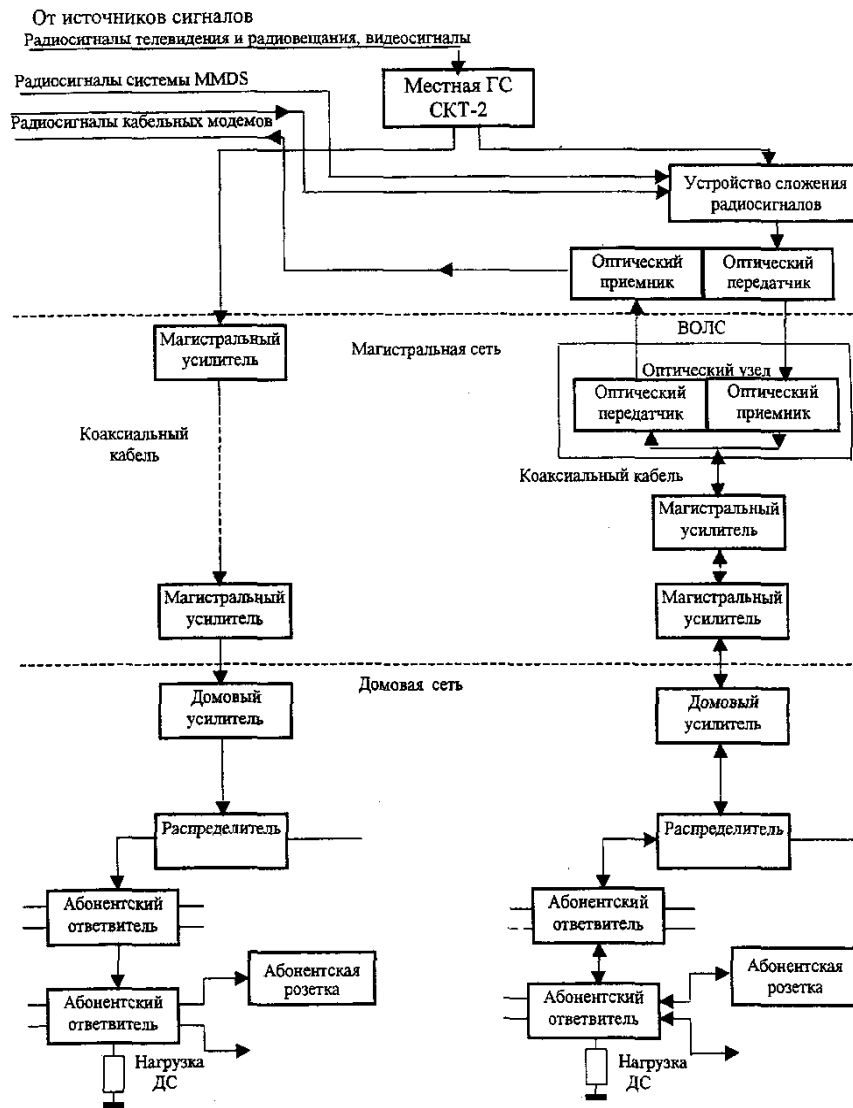 От источников сигналов
Радиосигналы телевидения и радиовещания, видеосигналы
Радиосигналы системы MMDS
Местная ГС
СКТ-2
Радиосигналы кабельных модемов
Устройство сложения
радиосигналов
Оптический
приемник
Оптический
передатчик
ВОЛС
Магистральный
усилитель
Магистральная сеть
Оптический узел
Оптический
передатчик
Оптический
приемник
Коаксиальный
кабель
Коаксиальный кабель
Магистральный
усилитель
Магистральный
усилитель
Магистральный
усилитель
Домовая сеть
Домовый
усилитель
Домовый
усилитель
Распределитель
Распределитель
Абонентский
ответвитель
Абонентский
ответвитель
Абонентская
розетка
Абонентская
розетка
Абонентский
ответвитель
Абонентский
ответвитель
Нагрузка
ДС
Нагрузка
ДС